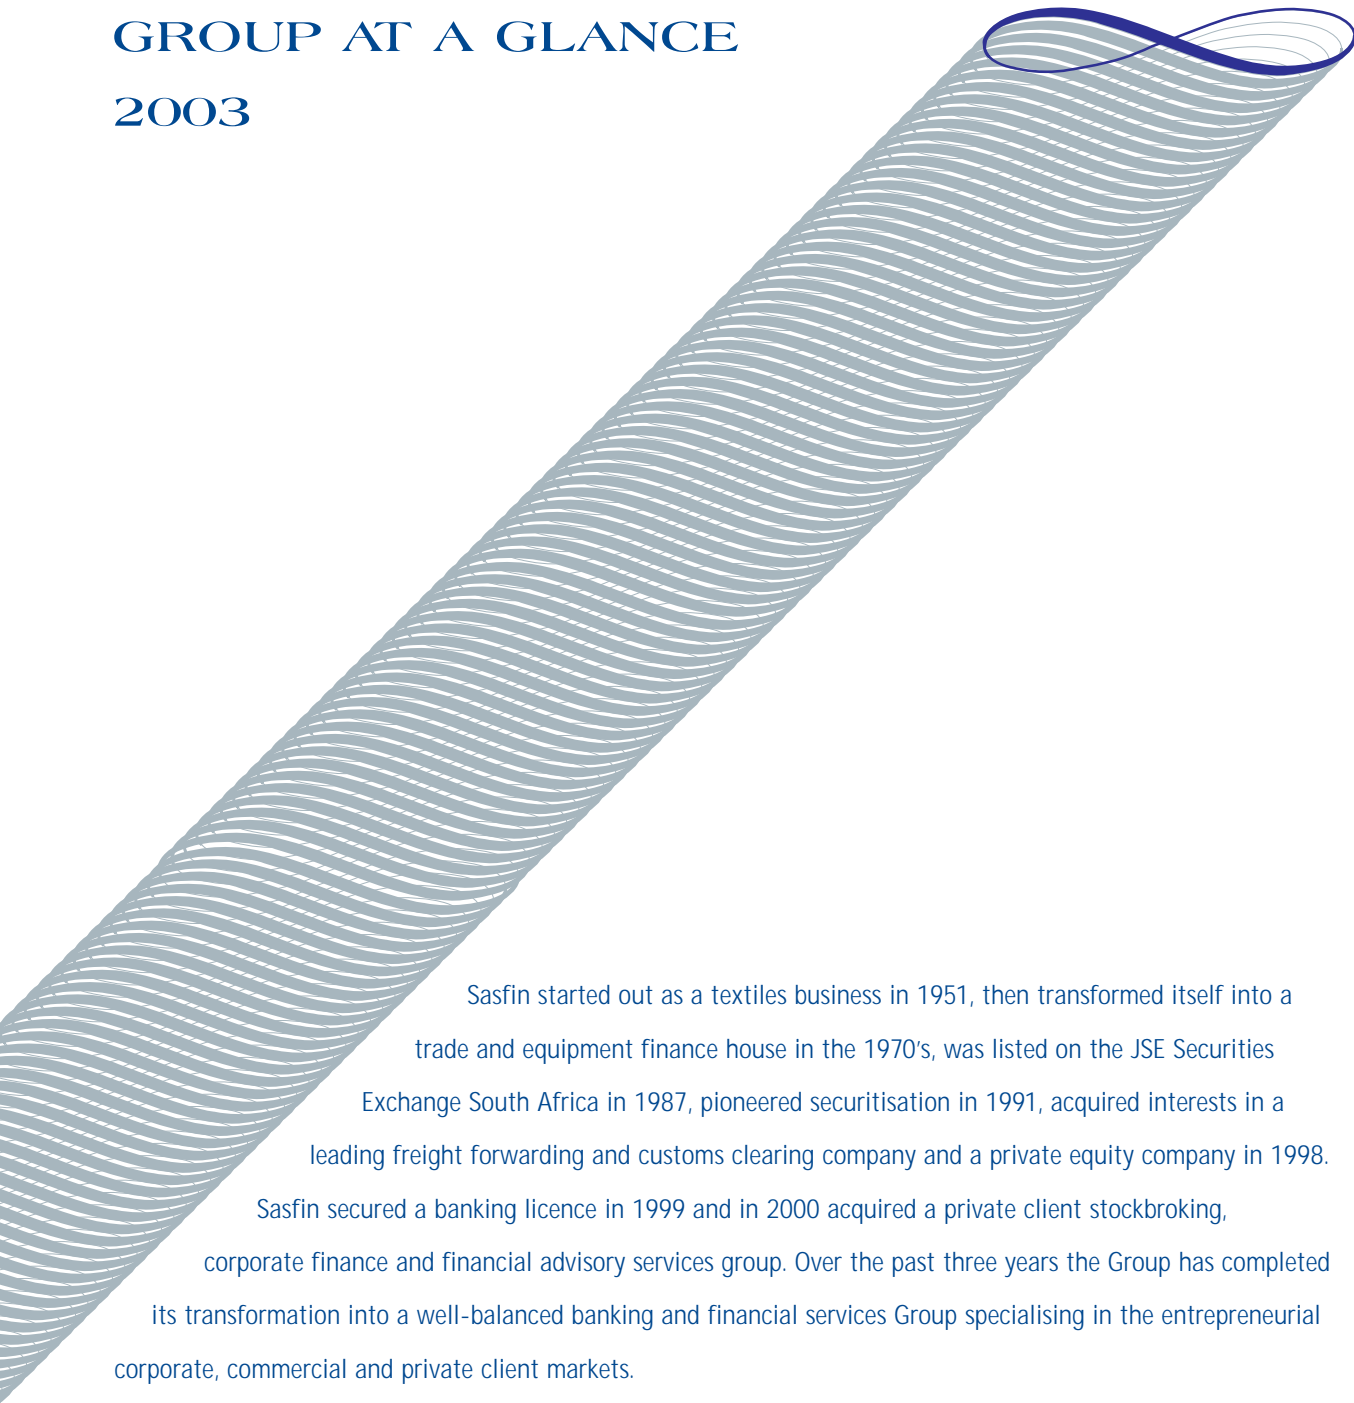 GROUP AT A GLANCE
2003
Sasfin started out as a textiles business in 1951, then transformed itself into a
trade and equipment finance house in the 1970's, was listed on the JSE Securities
Exchange South Africa in 1987, pioneered securitisation in 1991, acquired interests in a
leading freight forwarding and customs clearing company and a private equity company in 1998.
Sasfin secured a banking licence in 1999 and in 2000 acquired a private client stockbroking,
corporate finance and financial advisory services group. Over the past three years the Group has completed
its transformation into a well-balanced banking and financial services Group specialising in the entrepreneurial
corporate, commercial and private client markets.